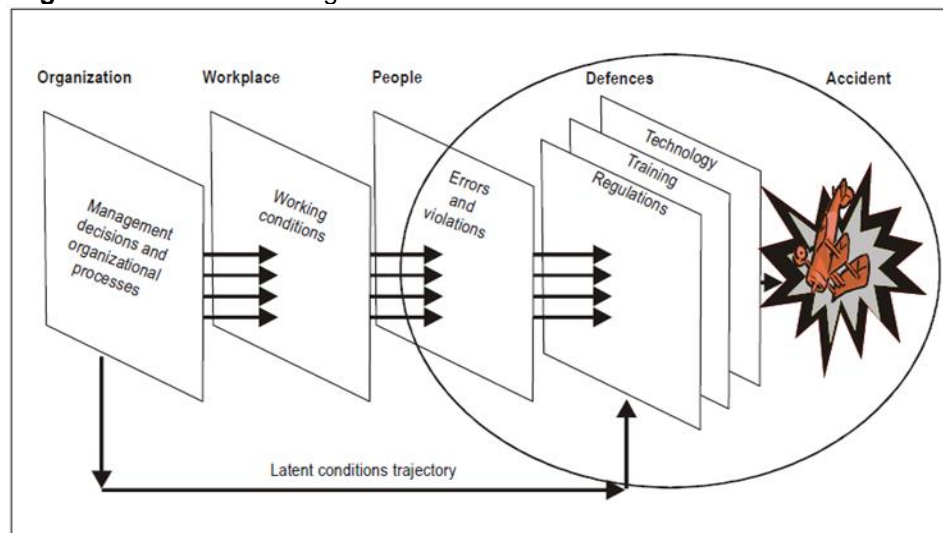 Organization
Workplace
People
Defences
Accident
Management
decisions and
organizational
processes
Working
conditions
Errors
and
violations
Technology
Training
Regulations
Latent conditions trajectory